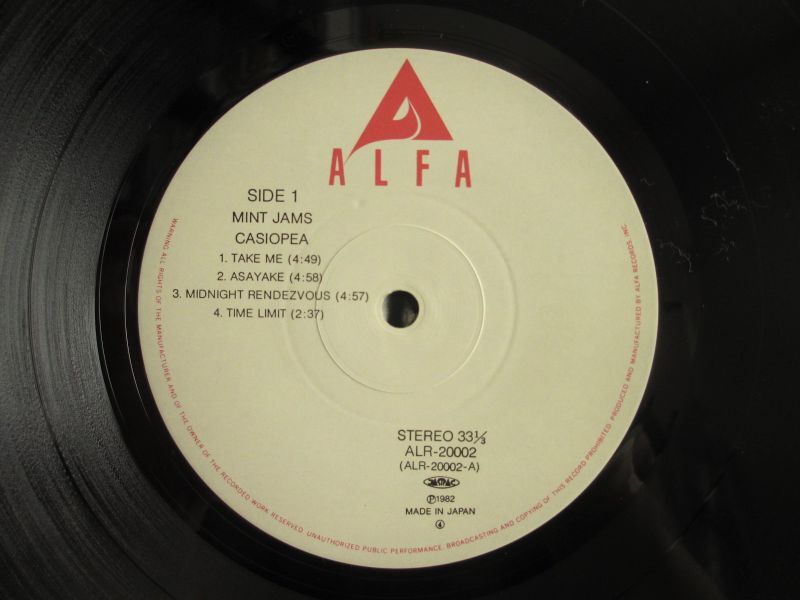 ALFA
SIDE 1
MINT JAMS
CASIOPEA
1. TAKE ME (4:49)
2. ASAYAKE (4:58)
3. MIDNIGHT RENDEZVOUS (4:57)
4. TIME LIMIT (2:37)
STEREO 33⅓
ALR-20002
(ALR-20002-A)
JASRAC
Ⓟ1982
MADE IN JAPAN
④
WARNING: ALL RIGHTS OF THE MANUFACTURER AND OF THE OWNER OF THE RECORDED WORK RESERVED. UNAUTHORIZED PUBLIC PERFORMANCE, BROADCASTING AND COPYING OF THIS RECORD PROHIBITED. PRODUCED AND MANUFACTURED BY ALFA RECORDS, INC.